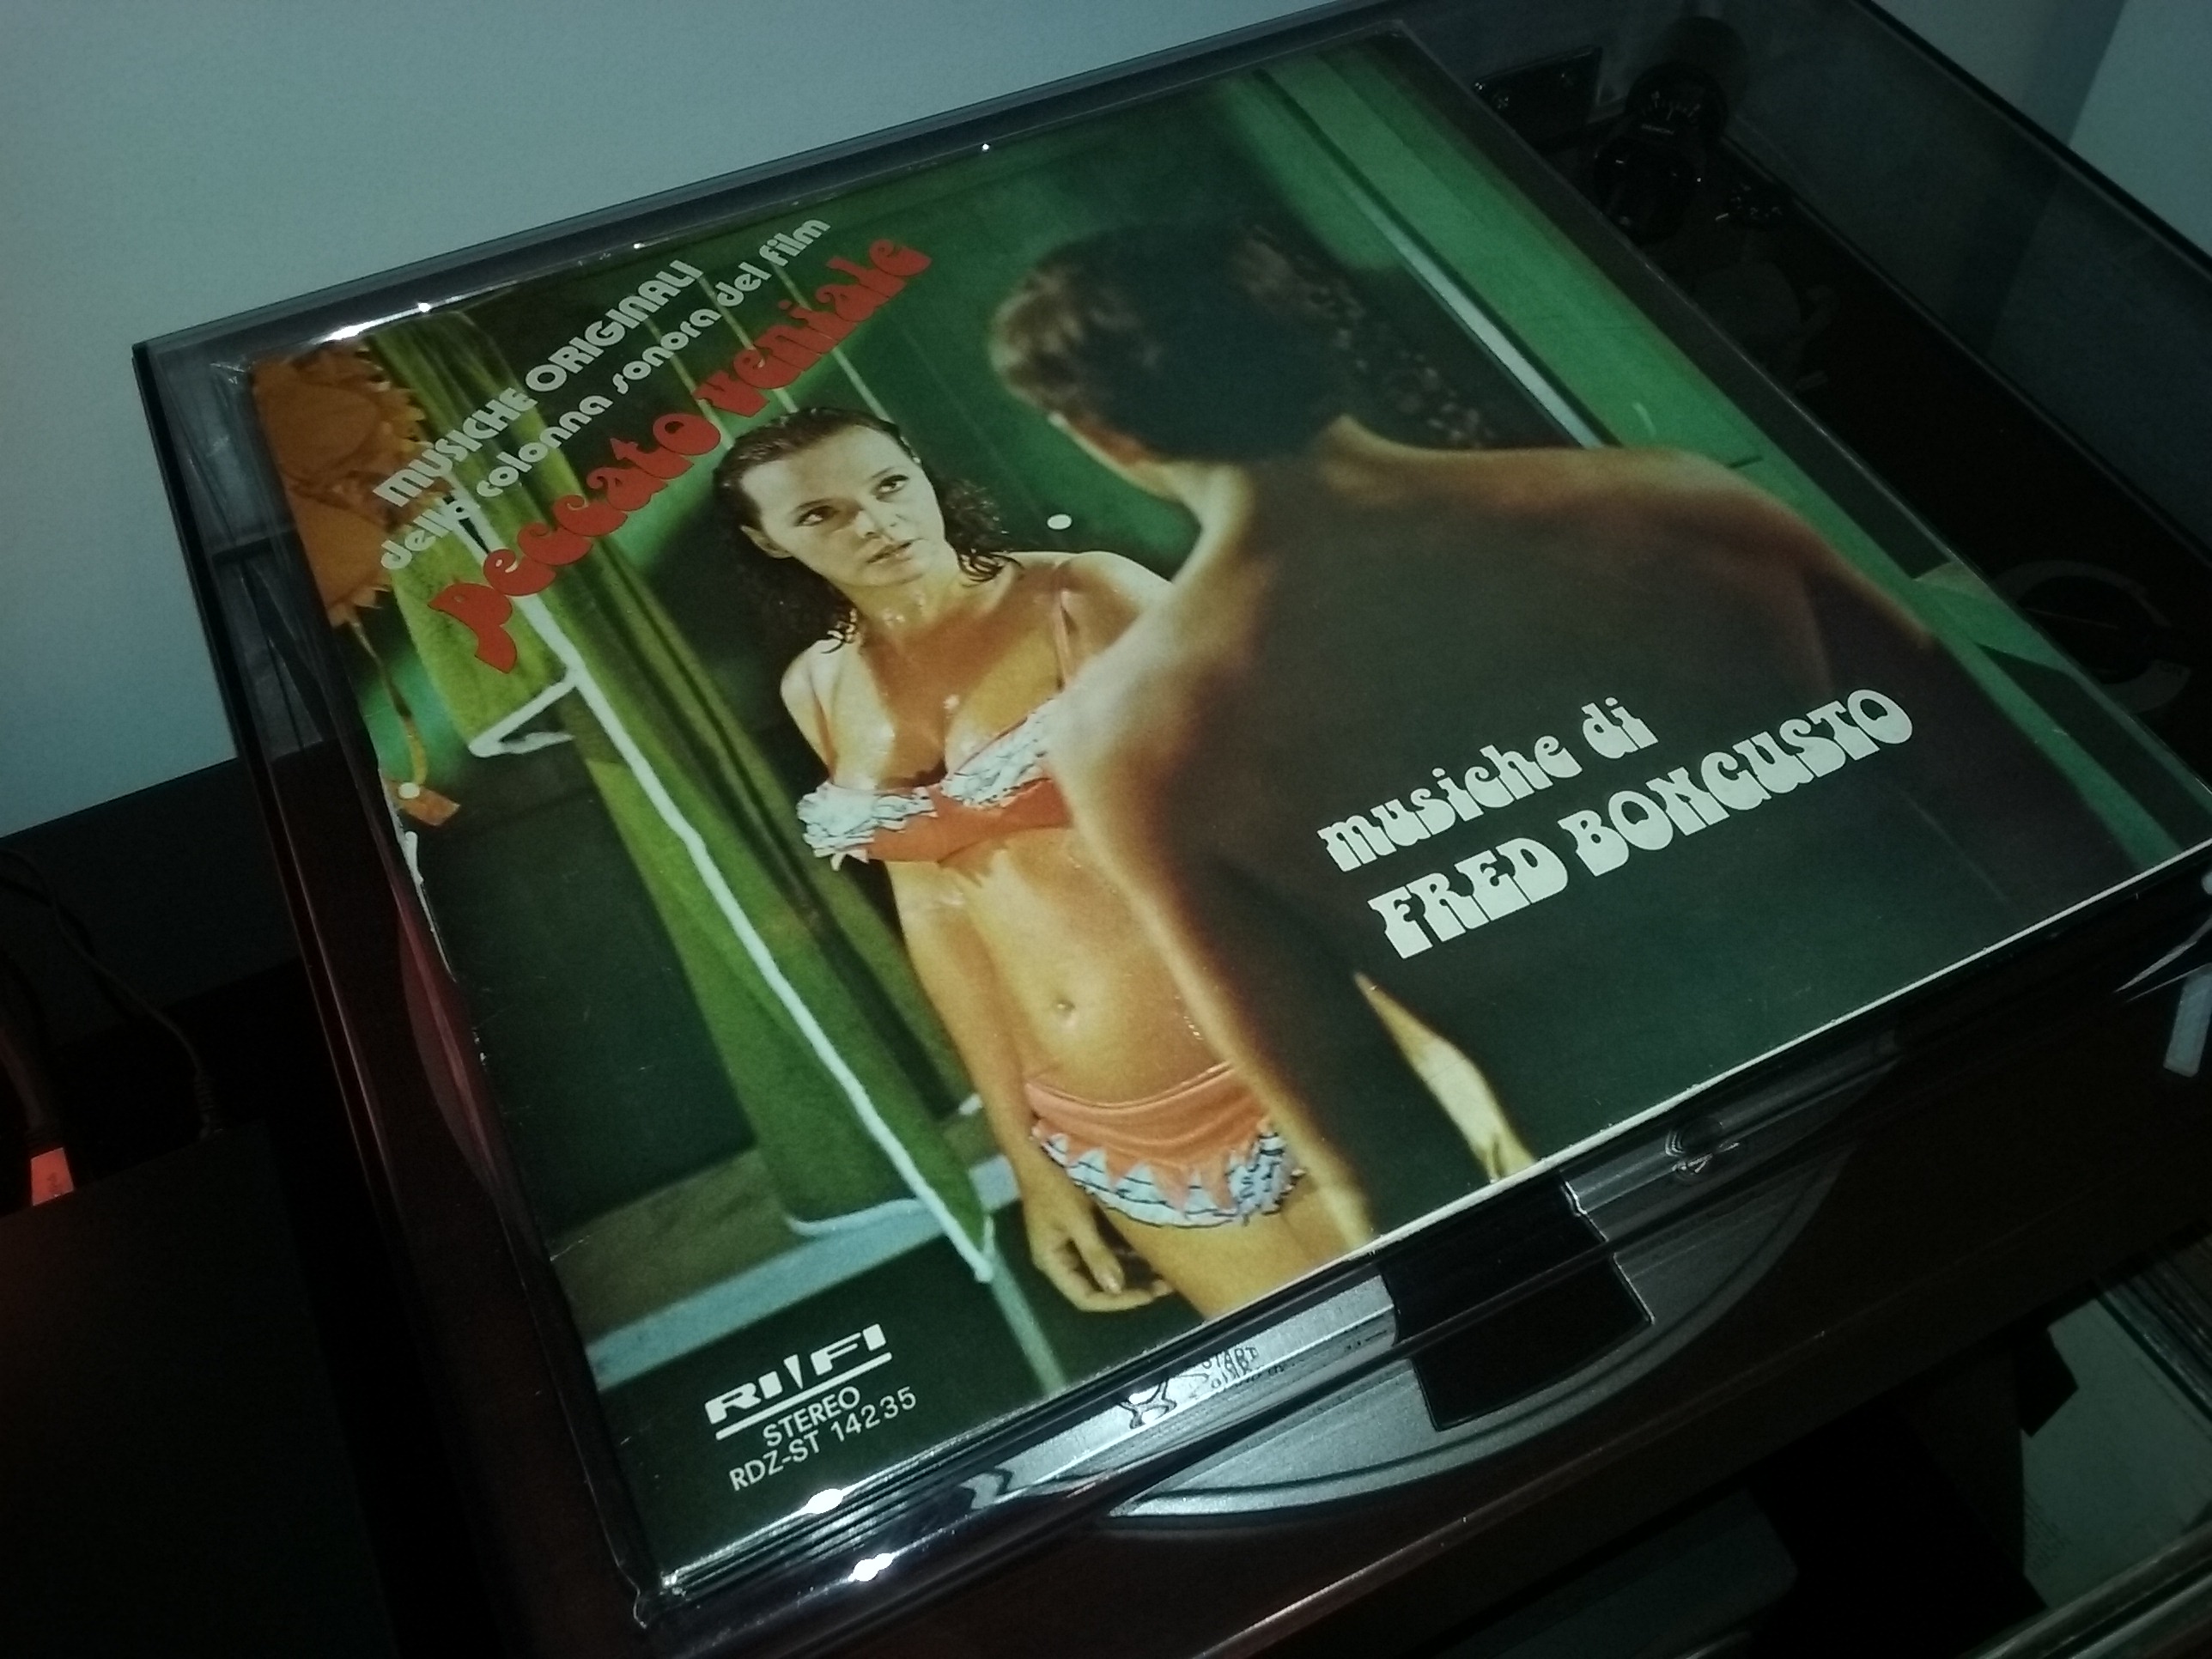 MUSICHE ORIGINALI
della colonna sonora del film
peccato veniale
musiche di
FRED BONGUSTO
RI-FI
STEREO
RDZ-ST 14235
START